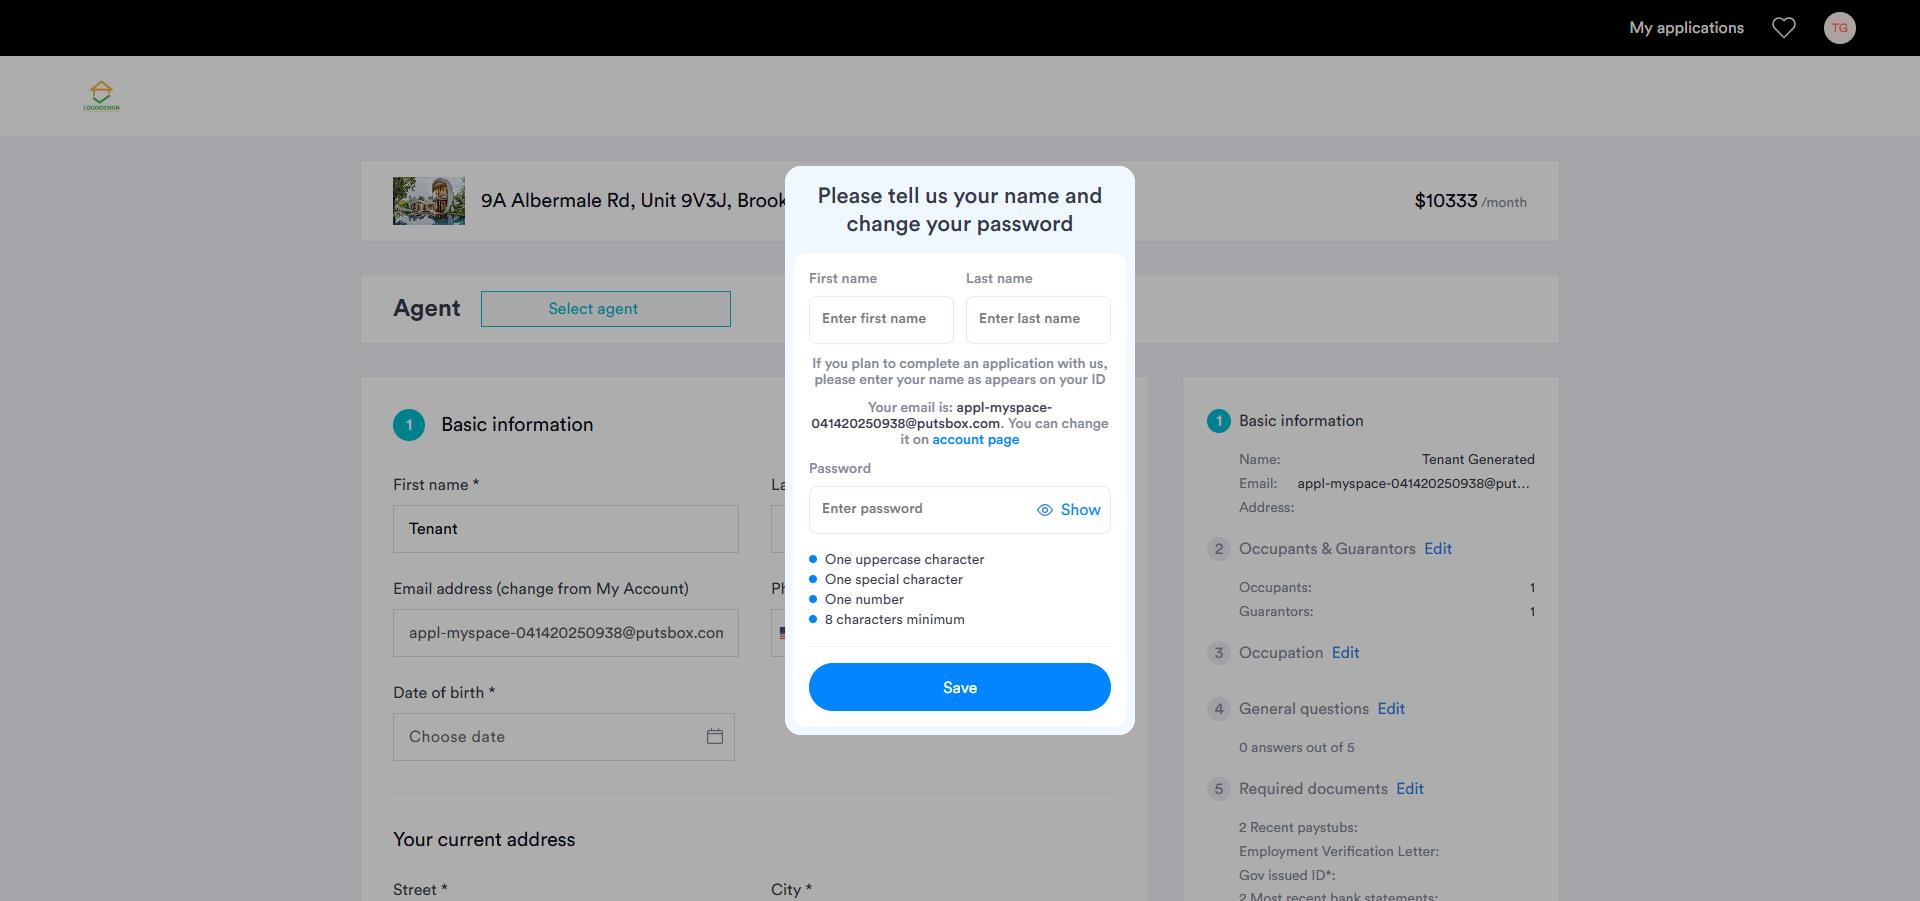 My applications
TG
LOGODESIGN
9A Albermale Rd, Unit 9V3J, Brook
$10333 /month
Agent
Select agent
Please tell us your name and
change your password
First name
Last name
Enter first name
Enter last name
If you plan to complete an application with us,
please enter your name as appears on your ID
Your email is: appl-myspace-
041420250938@putsbox.com. You can change
it on account page
Password
Enter password
Show
One uppercase character
One special character
One number
8 characters minimum
Save
1
Basic information
First name *
La
Tenant
Email address (change from My Account)
Ph
appl-myspace-041420250938@putsbox.com
Date of birth *
Choose date
Your current address
Street *
City *
1 Basic information
Name: Tenant Generated
Email: appl-myspace-041420250938@put...
Address:
2 Occupants & Guarantors Edit
Occupants: 1
Guarantors: 1
3 Occupation Edit
4 General questions Edit
0 answers out of 5
5 Required documents Edit
2 Recent paystubs:
Employment Verification Letter:
Gov issued ID*:
2 Most recent bank statements: